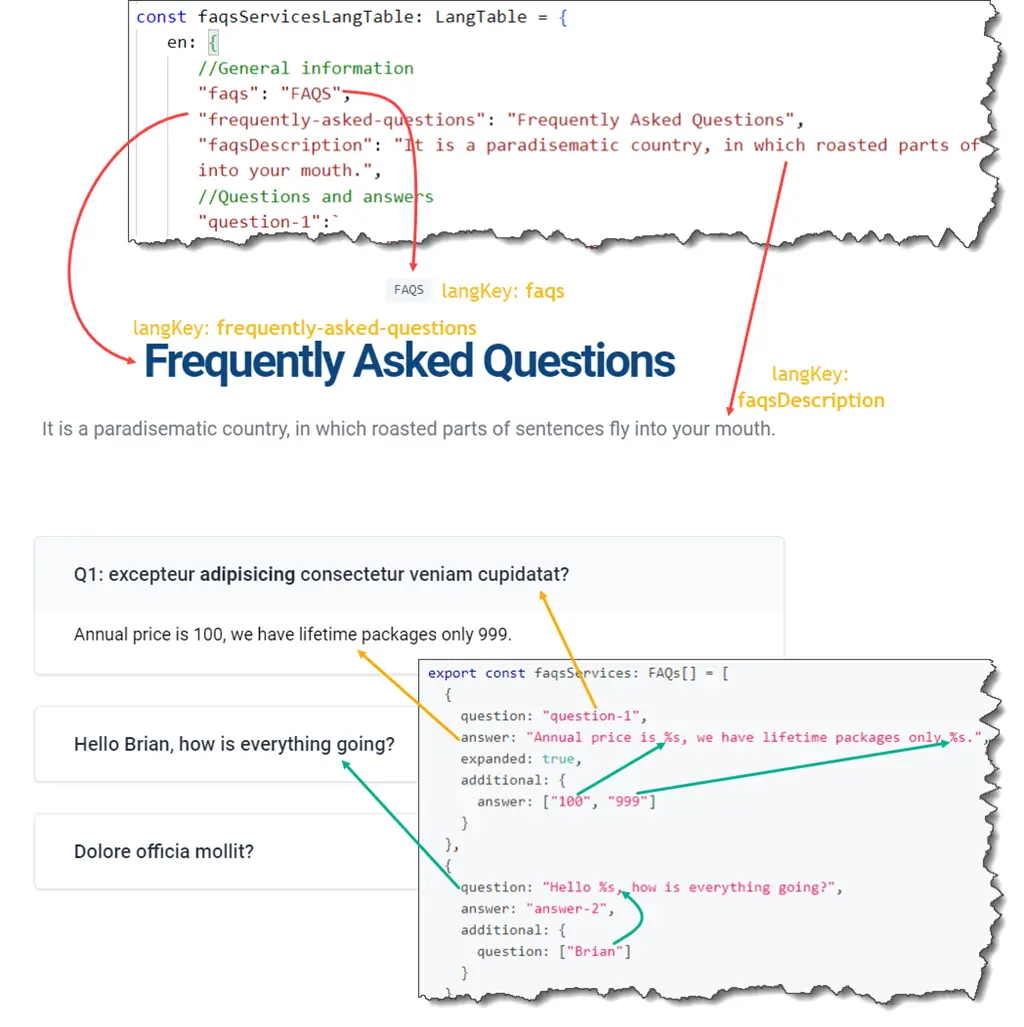 const faqsServicesLangTable: LangTable = {
en: {
//General information
"faqs": "FAQS",
"frequently-asked-questions": "Frequently Asked Questions",
"faqsDescription": "It is a paradisematic country, in which roasted parts of
into your mouth.",
//Questions and answers
"question-1":`
FAQS
langKey: faqs
langKey: frequently-asked-questions
Frequently Asked Questions
langKey:
faqsDescription
It is a paradisematic country, in which roasted parts of sentences fly into your mouth.
Q1: excepteur adipisicing consectetur veniam cupidatat?
Annual price is 100, we have lifetime packages only 999.
Hello Brian, how is everything going?
Dolore officia mollit?
export const faqsServices: FAQs[] = [
{
question: "question-1",
answer: "Annual price is %s, we have lifetime packages only %s.",
expanded: true,
additional: {
answer: ["100", "999"]
}
},
{
question: "Hello %s, how is everything going?",
answer: "answer-2",
additional: {
question: ["Brian"]
}
}